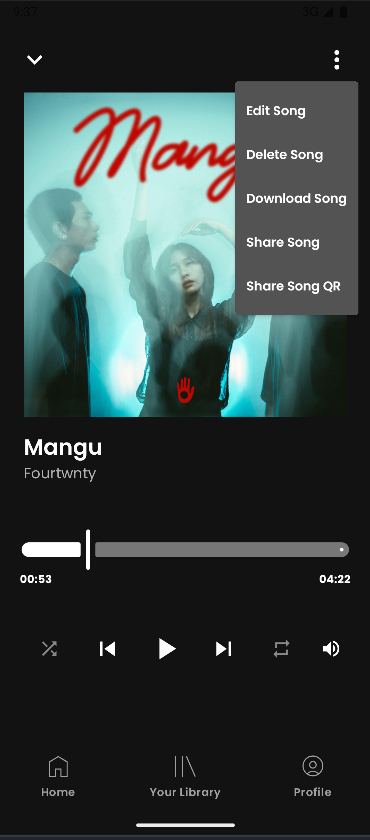 9:37
3G
Mang
Edit Song
Delete Song
Download Song
Share Song
Share Song QR
Mangu
Fourtwnty
00:53
04:22
Home
Your Library
Profile